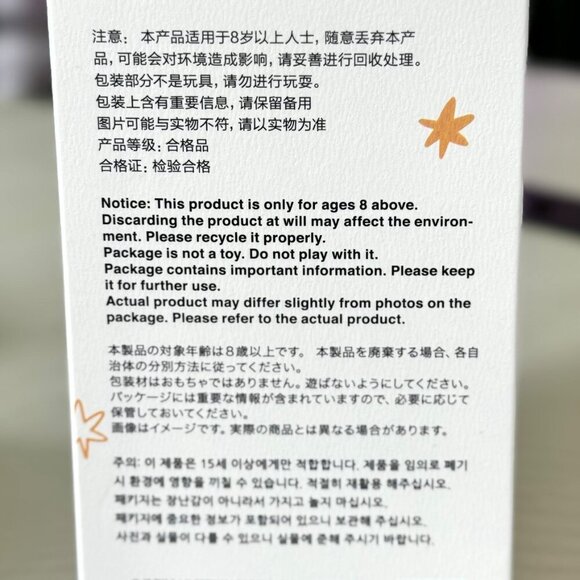 注意： 本产品适用于8岁以上人士，随意丢弃本产
品，可能会对环境造成影响，请妥善进行回收处理。
包装部分不是玩具，请勿进行玩耍。
包装上含有重要信息，请保留备用
图片可能与实物不符，请以实物为准
产品等级：合格品
合格证：检验合格
Notice: This product is only for ages 8 above.
Discarding the product at will may affect the environ-
ment. Please recycle it properly.
Package is not a toy. Do not play with it.
Package contains important information. Please keep
it for further use.
Actual product may differ slightly from photos on the
package. Please refer to the actual product.
本製品の対象年齢は8歳以上です。 本製品を廃棄する場合、各自
治体の分別方法に従ってください。
包装材はおもちゃではありません。遊ばないようにしてください。
パッケージには重要な情報が含まれていますので、必要に応じて
保管しておいてください。
画像はイメージです。実際の商品とは異なる場合があります。
주의: 이 제품은 15세 이상에게만 적합합니다. 제품을 임의로 폐기
시 환경에 영향을 끼칠 수 있습니다. 적절히 재활용 해주십시오.
패키지는 장난감이 아니라서 가지고 놀지 마십시오.
패키지에 중요한 정보가 포함되어 있으니 보관해 주십시오.
사진과 실물이 다를 수 있으니 실물에 준해 주시기 바랍니다.